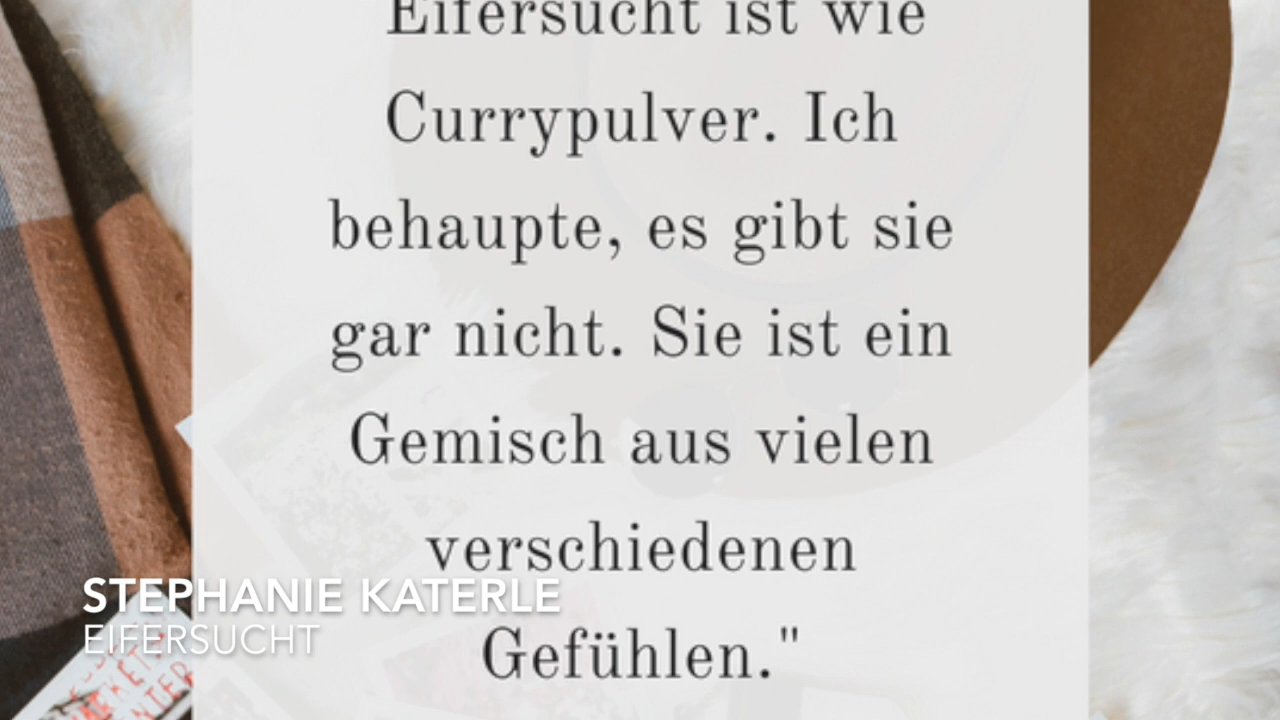 Eifersucht ist wie
Currypulver. Ich
behaupte, es gibt sie
gar nicht. Sie ist ein
Gemisch aus vielen
verschiedenen
Gefühlen."
STEPHANIE KATERLE
EIFERSUCHT